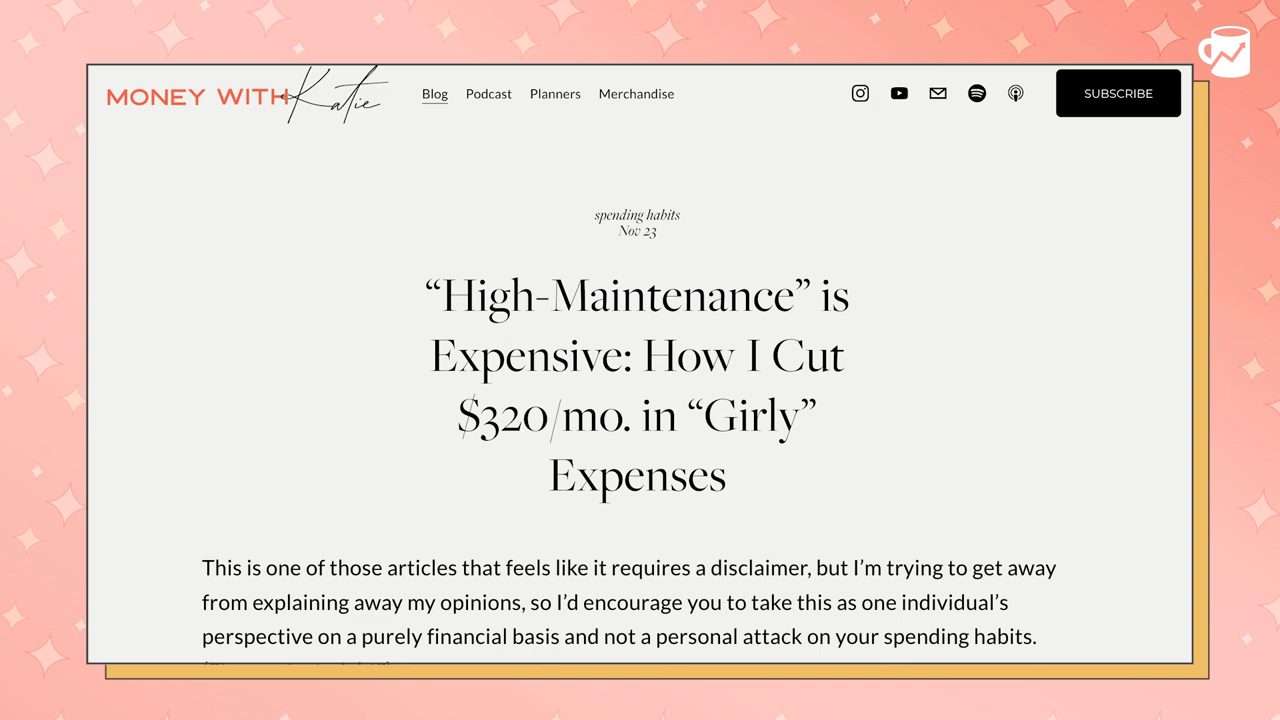 MONEY WITH Katie
Blog Podcast Planners Merchandise
SUBSCRIBE
spending habits
Nov 23
“High-Maintenance” is
Expensive: How I Cut
$320/mo. in “Girly”
Expenses
This is one of those articles that feels like it requires a disclaimer, but I’m trying to get away
from explaining away my opinions, so I’d encourage you to take this as one individual’s
perspective on a purely financial basis and not a personal attack on your spending habits.